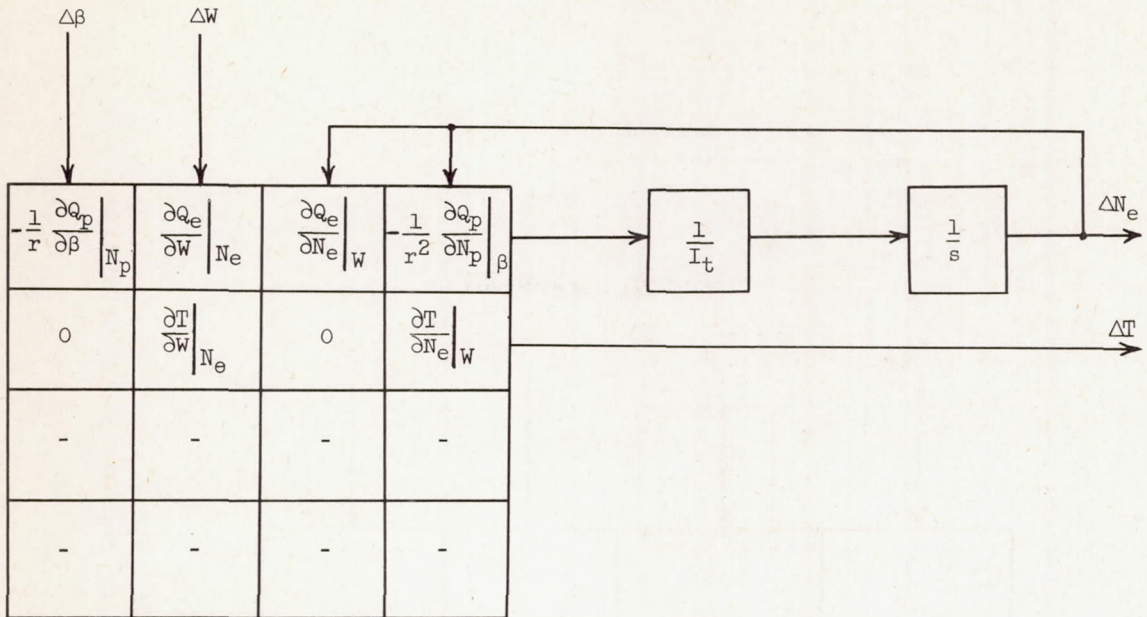 Δβ ΔW
-1/r ∂Q_p/∂β|N_p ∂Q_e/∂W|N_e ∂Q_e/∂N_e|W -1/r² ∂Q_p/∂N_p|β 1/I_t 1/s ΔN_e
0 ∂T/∂W|N_e 0 ∂T/∂N_e|W ΔT
- - - -
- - - -